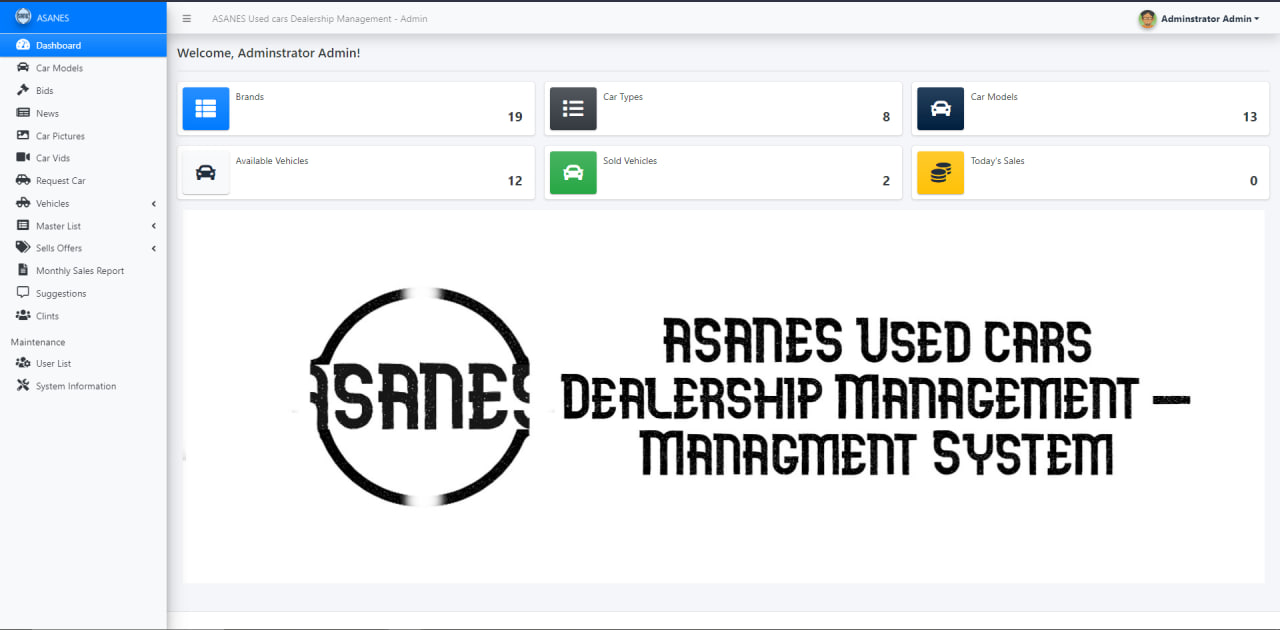 ASANES
ASANES Used cars Dealership Management - Admin
Adminstrator Admin
Dashboard
Car Models
Bids
News
Car Pictures
Car Vids
Request Car
Vehicles
Master List
Sells Offers
Monthly Sales Report
Suggestions
Clints
Maintenance
User List
System Information
Welcome, Adminstrator Admin!
Brands
19
Car Types
8
Car Models
13
Available Vehicles
12
Sold Vehicles
2
Today's Sales
0
ASANES
ASANES Used cars
Dealership Management —
Managment System